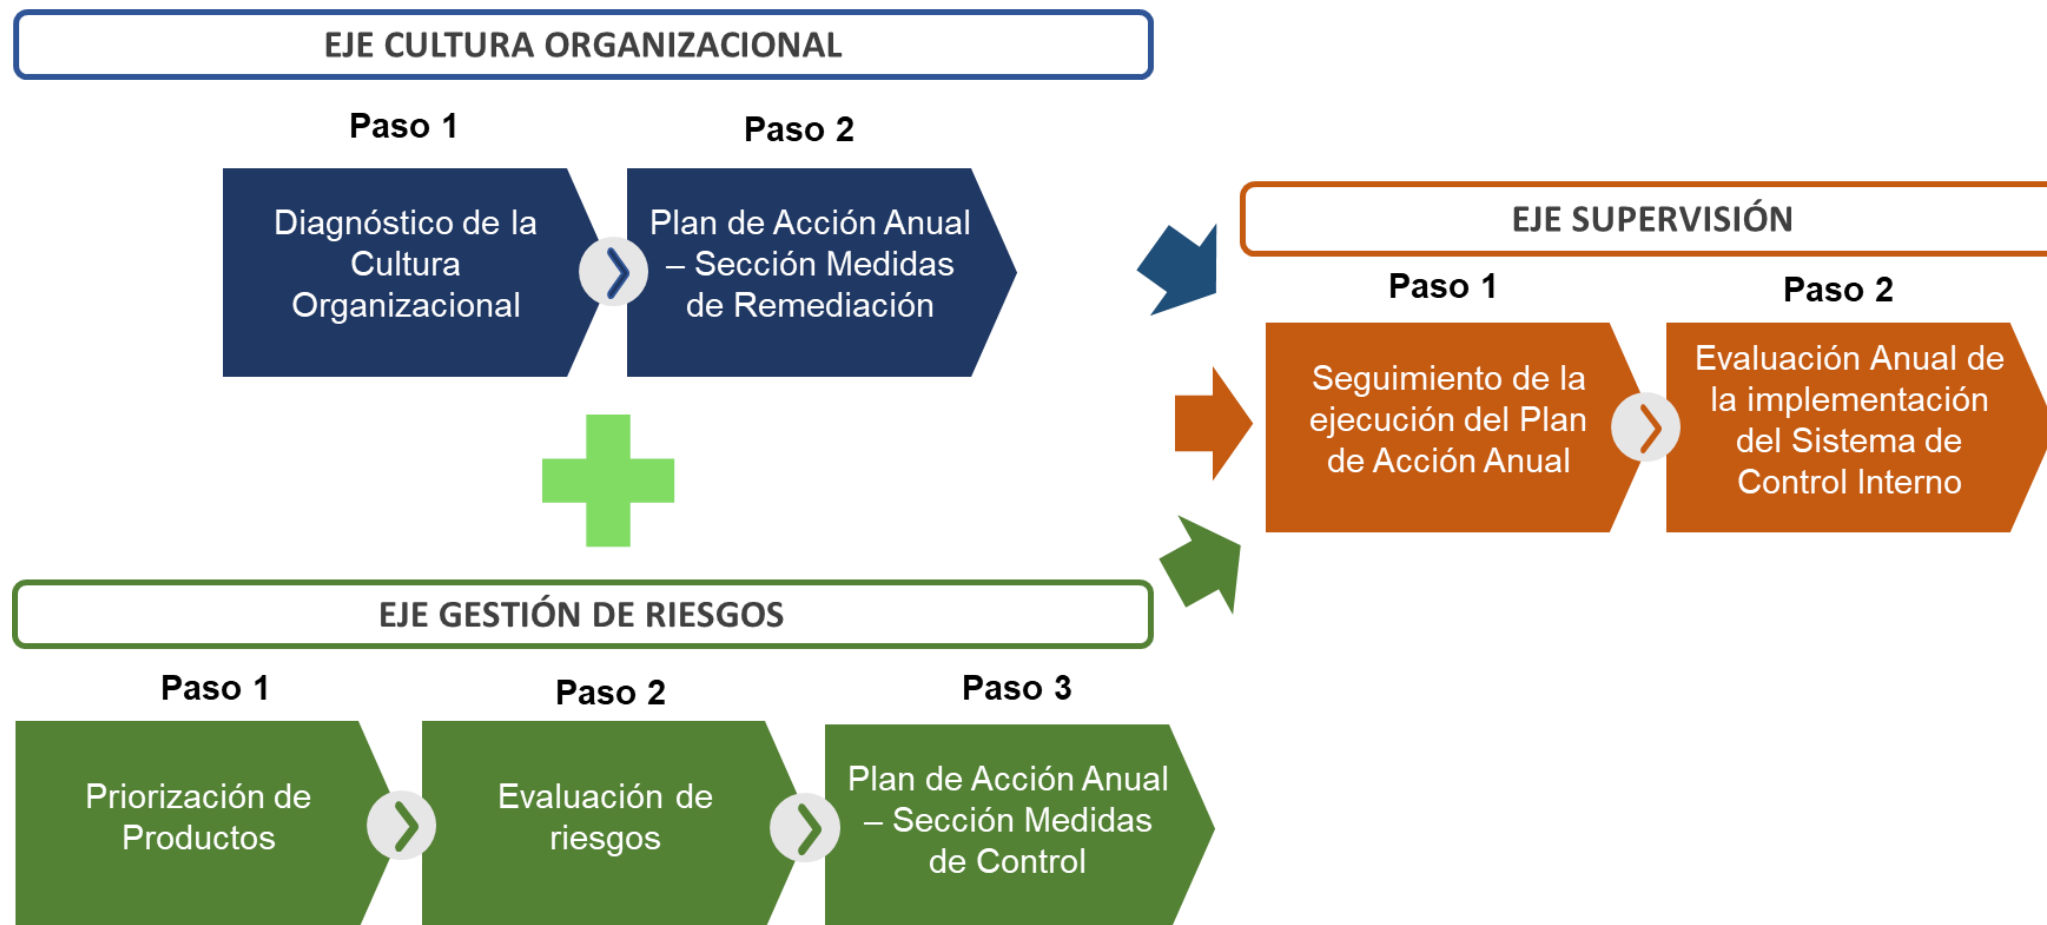 EJE CULTURA ORGANIZACIONAL
Paso 1
Diagnóstico de la
Cultura
Organizacional
Paso 2
Plan de Acción Anual
– Sección Medidas
de Remediación
EJE GESTIÓN DE RIESGOS
Paso 1
Priorización de
Productos
Paso 2
Evaluación de
riesgos
Paso 3
Plan de Acción Anual
– Sección Medidas
de Control
EJE SUPERVISIÓN
Paso 1
Seguimiento de la
ejecución del Plan
de Acción Anual
Paso 2
Evaluación Anual de
la implementación
del Sistema de
Control Interno